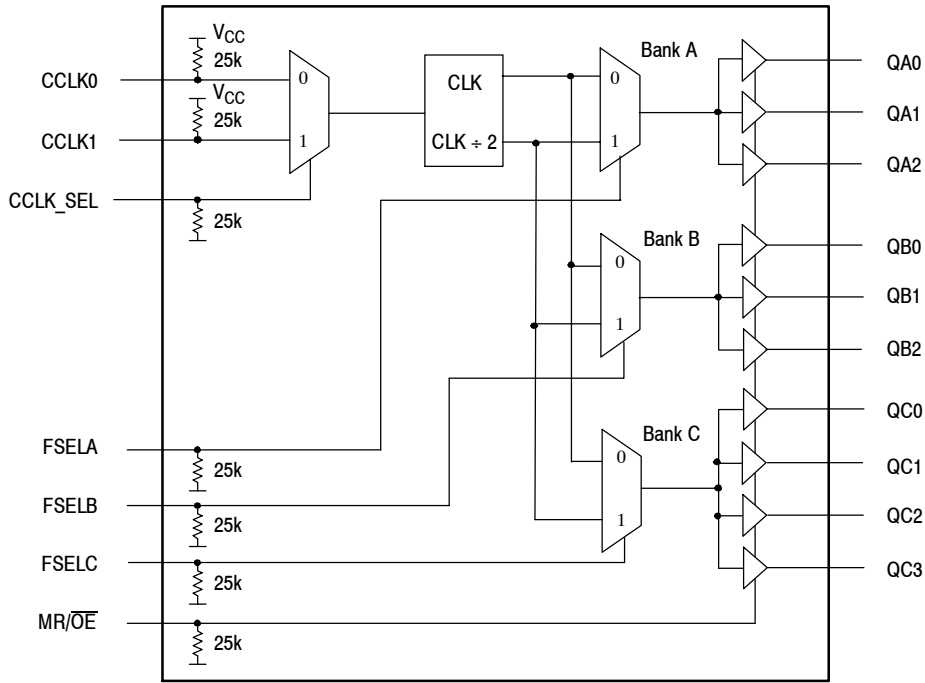 VCC
25k
CCLK0
VCC
25k
CCLK1
CCLK_SEL
25k
0
1
CLK
CLK ÷ 2
Bank A
0
1
QA0
QA1
QA2
Bank B
0
1
QB0
QB1
QB2
Bank C
0
1
QC0
QC1
QC2
QC3
FSELA
25k
FSELB
25k
FSELC
25k
MR/O̅E̅
25k